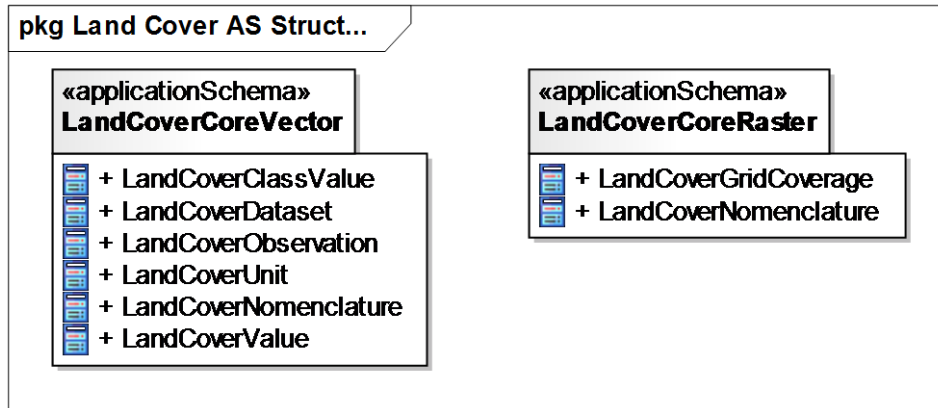 pkg Land Cover AS Struct...
«applicationSchema»
LandCoverCoreVector
+ LandCoverClassValue
+ LandCoverDataset
+ LandCoverObservation
+ LandCoverUnit
+ LandCoverNomenclature
+ LandCoverValue
«applicationSchema»
LandCoverCoreRaster
+ LandCoverGridCoverage
+ LandCoverNomenclature